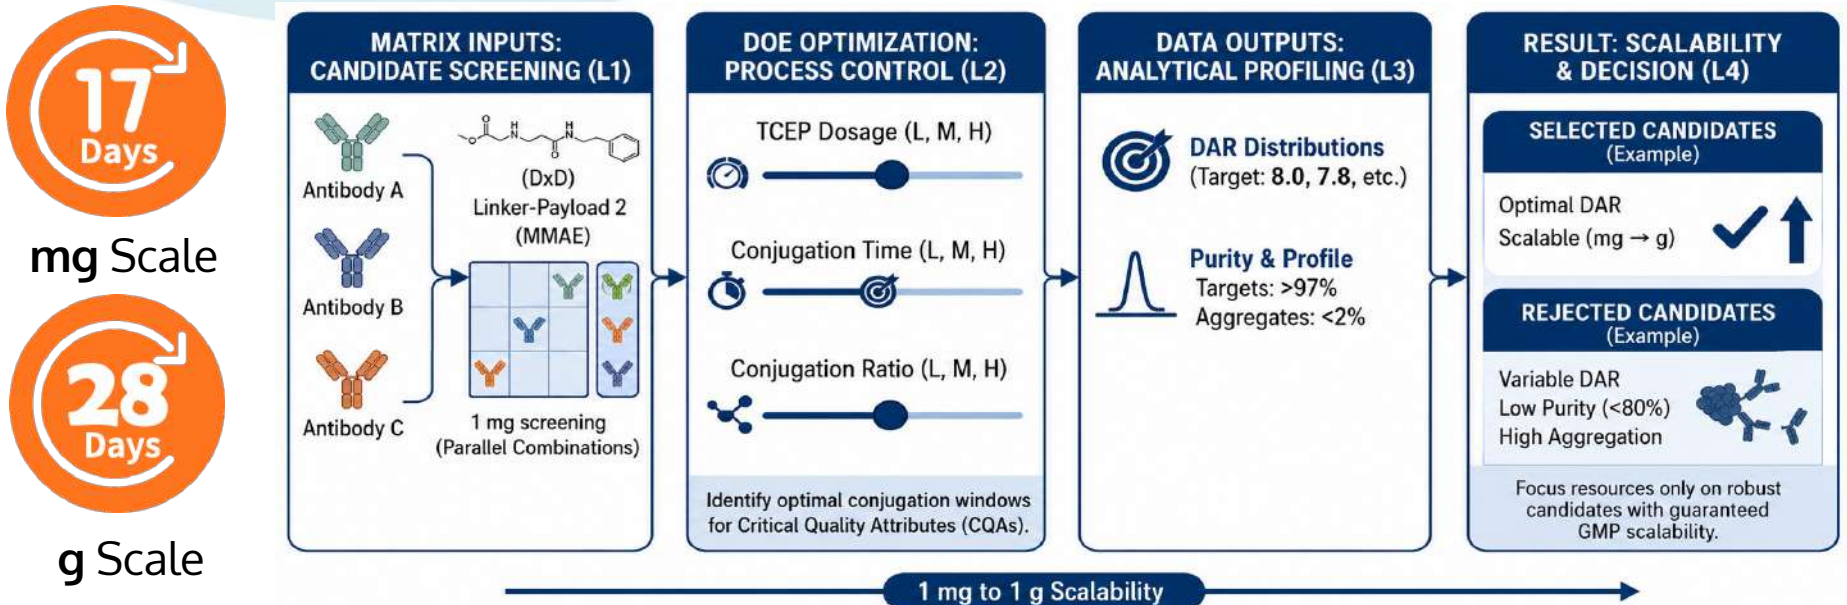 17
Days
mg Scale
28
Days
g Scale
MATRIX INPUTS:
CANDIDATE SCREENING (L1)
Antibody A
Antibody B
Antibody C
O
O
H
N
O
H
N
(DxD)
Linker-Payload 2
(MMAE)
1 mg screening
(Parallel Combinations)
DOE OPTIMIZATION:
PROCESS CONTROL (L2)
TCEP Dosage (L, M, H)
Conjugation Time (L, M, H)
Conjugation Ratio (L, M, H)
Identify optimal conjugation windows
for Critical Quality Attributes (CQAs).
DATA OUTPUTS:
ANALYTICAL PROFILING (L3)
DAR Distributions
(Target: 8.0, 7.8, etc.)
Purity & Profile
Targets: >97%
Aggregates: <2%
RESULT: SCALABILITY
& DECISION (L4)
SELECTED CANDIDATES
(Example)
Optimal DAR
Scalable (mg → g)
REJECTED CANDIDATES
(Example)
Variable DAR
Low Purity (<80%)
High Aggregation
Focus resources only on robust
candidates with guaranteed
GMP scalability.
1 mg to 1 g Scalability